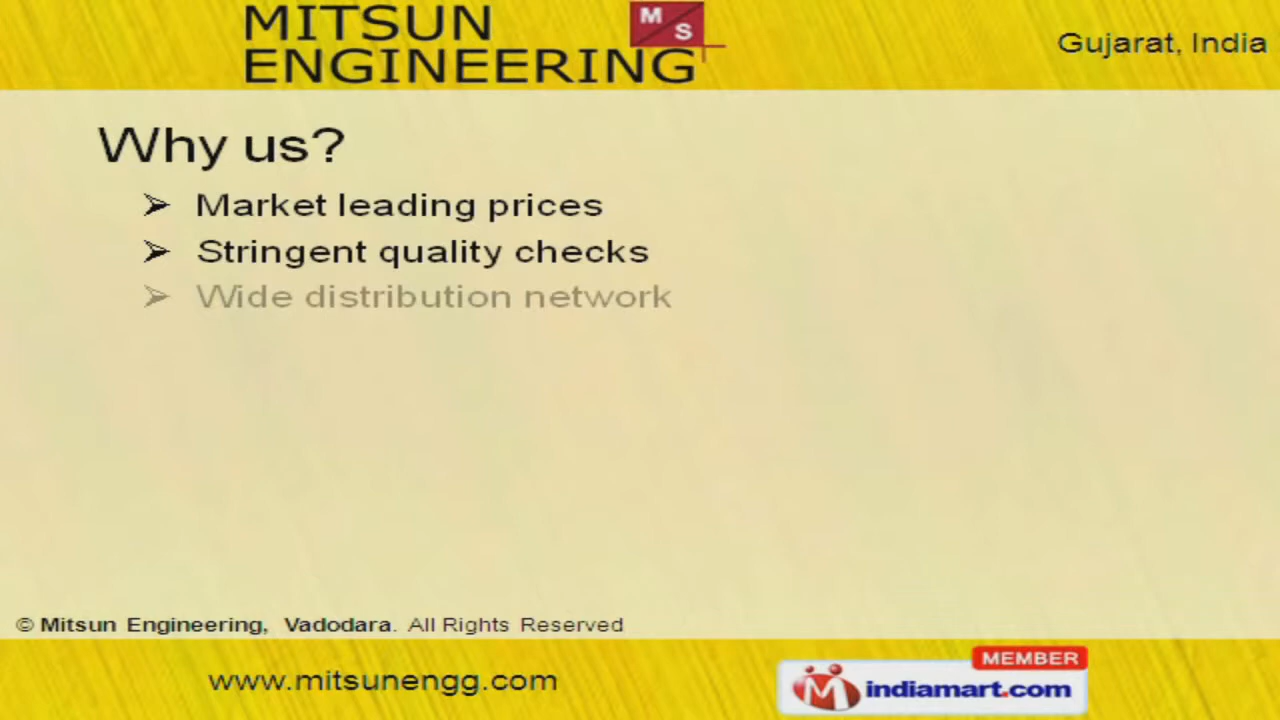 MITSUN
ENGINEERING
M
S
Gujarat, India
Why us?
➢ Market leading prices
➢ Stringent quality checks
➢ Wide distribution network
© Mitsun Engineering, Vadodara. All Rights Reserved
www.mitsunengg.com
MEMBER
M indiamart.com